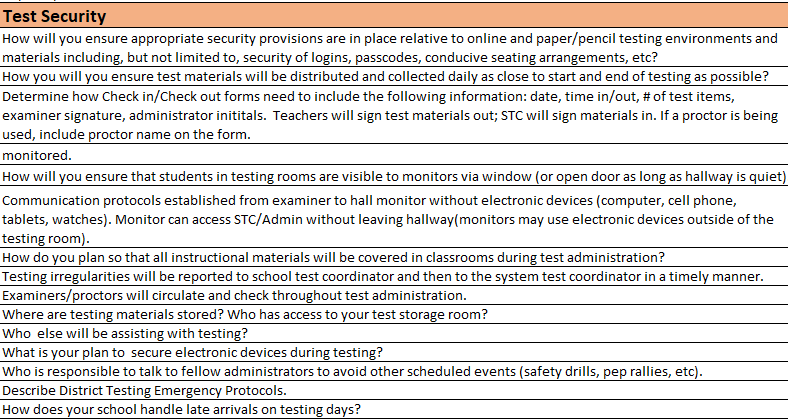 Test Security
How will you ensure appropriate security provisions are in place relative to online and paper/pencil testing environments and
materials including, but not limited to, security of logins, passcodes, conducive seating arrangements, etc?
How you will you ensure test materials will be distributed and collected daily as close to start and end of testing as possible?
Determine how Check in/Check out forms need to include the following information: date, time in/out, # of test items,
examiner signature, administrator inititals.  Teachers will sign test materials out; STC will sign materials in. If a proctor is being
used, include proctor name on the form.
monitored.
How will you ensure that students in testing rooms are visible to monitors via window (or open door as long as hallway is quiet)
Communication protocols established from examiner to hall monitor without electronic devices (computer, cell phone,
tablets, watches). Monitor can access STC/Admin without leaving hallway(monitors may use electronic devices outside of the
testing room).
How do you plan so that all instructional materials will be covered in classrooms during test administration?
Testing irregularities will be reported to school test coordinator and then to the system test coordinator in a timely manner.
Examiners/proctors will circulate and check throughout test administration.
Where are testing materials stored? Who has access to your test storage room?
Who  else will be assisting with testing?
What is your plan to  secure electronic devices during testing?
Who is responsible to talk to fellow administrators to avoid other scheduled events (safety drills, pep rallies, etc).
Describe District Testing Emergency Protocols.
How does your school handle late arrivals on testing days?